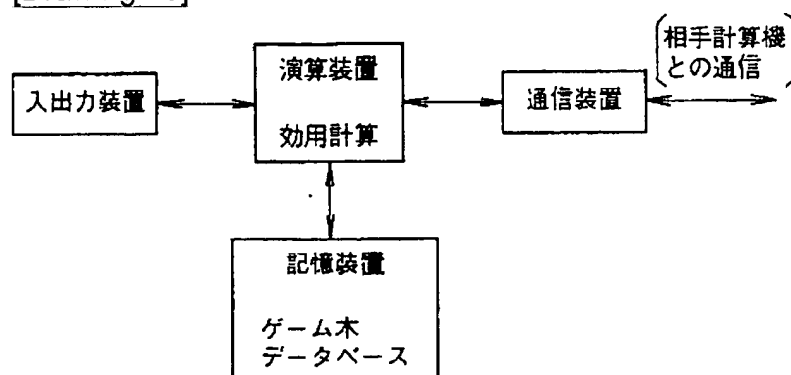 入出力装置
演算装置
効用計算
通信装置
相手計算機
との通信
記憶装置
ゲーム木
データベース